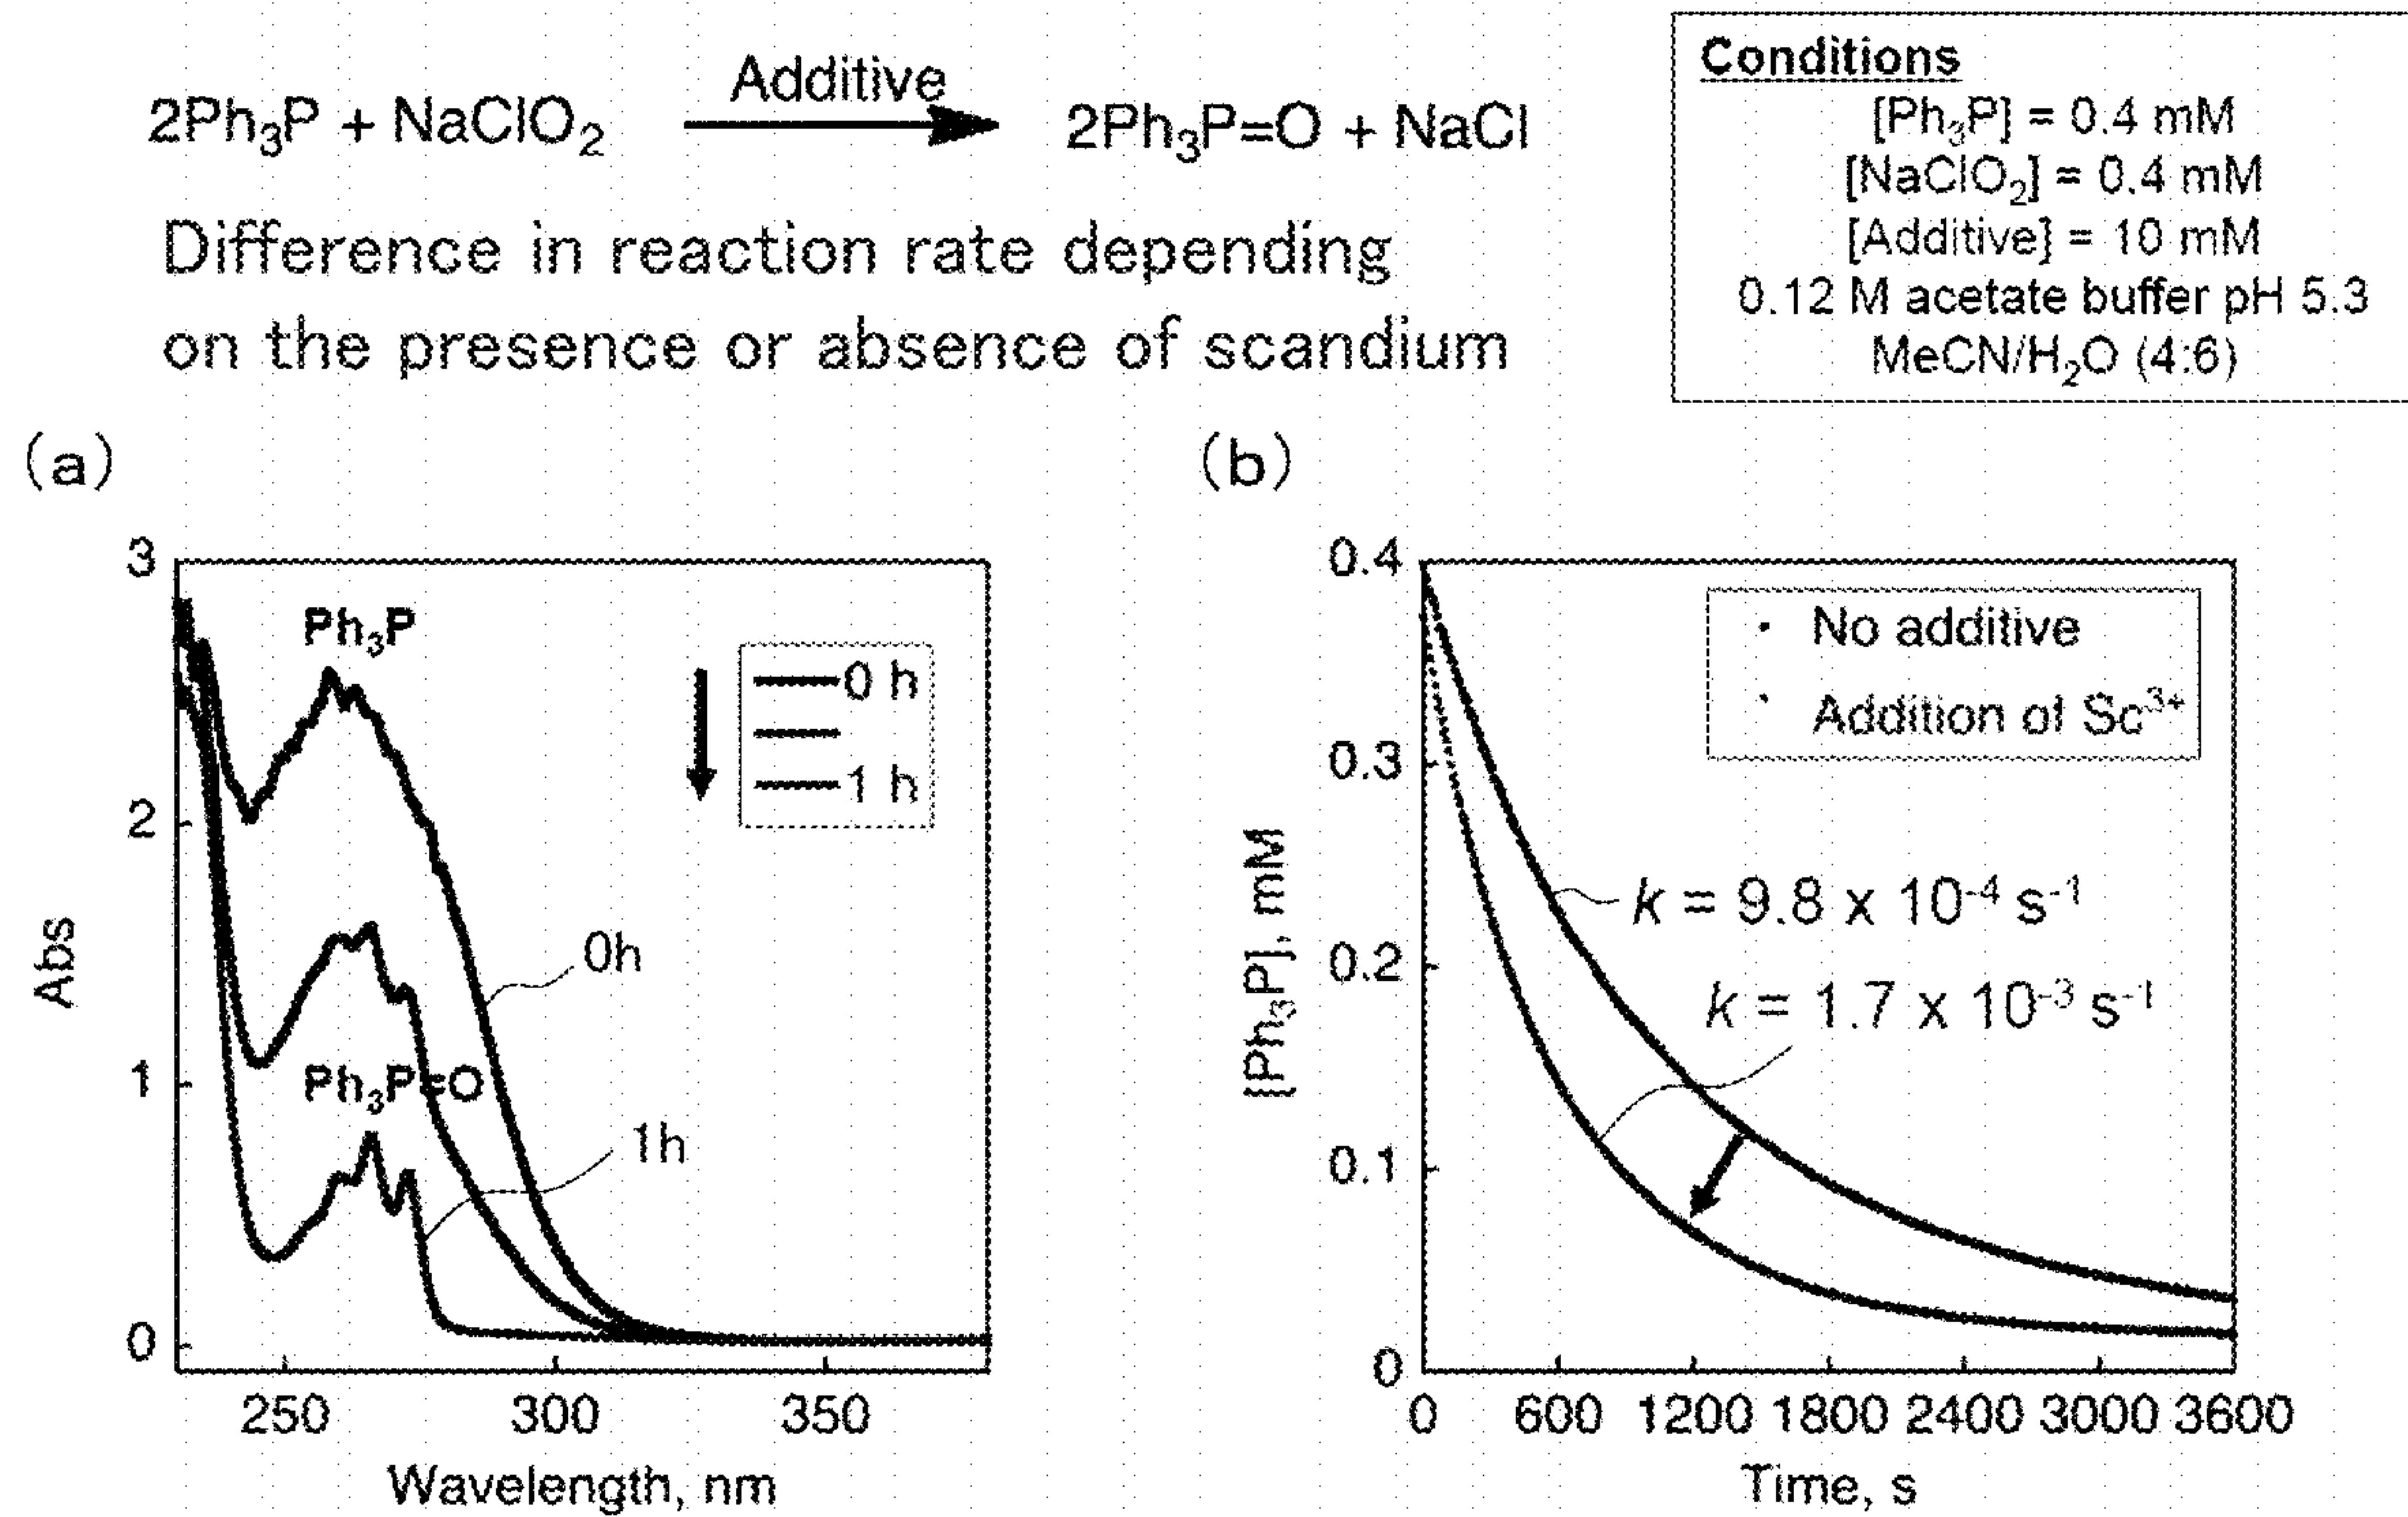 2Ph₃P + NaClO₂ Additive 2Ph₃P=O + NaCl
Difference in reaction rate depending
on the presence or absence of scandium
Conditions
[Ph₃P] = 0.4 mM
[NaClO₂] = 0.4 mM
[Additive] = 10 mM
0.12 M acetate buffer pH 5.3
MeCN/H₂O (4:6)
(a)
3
2
1
0
Abs
Ph₃P
0 h
1 h
0h
Ph₃P=O
1h
250 300 350
Wavelength, nm
(b)
0.4
0.3
0.2
0.1
0
[Ph₃P], mM
No additive
Addition of Sc³⁺
k = 9.8 x 10⁻⁴ s⁻¹
k = 1.7 x 10⁻³ s⁻¹
0 600 1200 1800 2400 3000 3600
Time, s